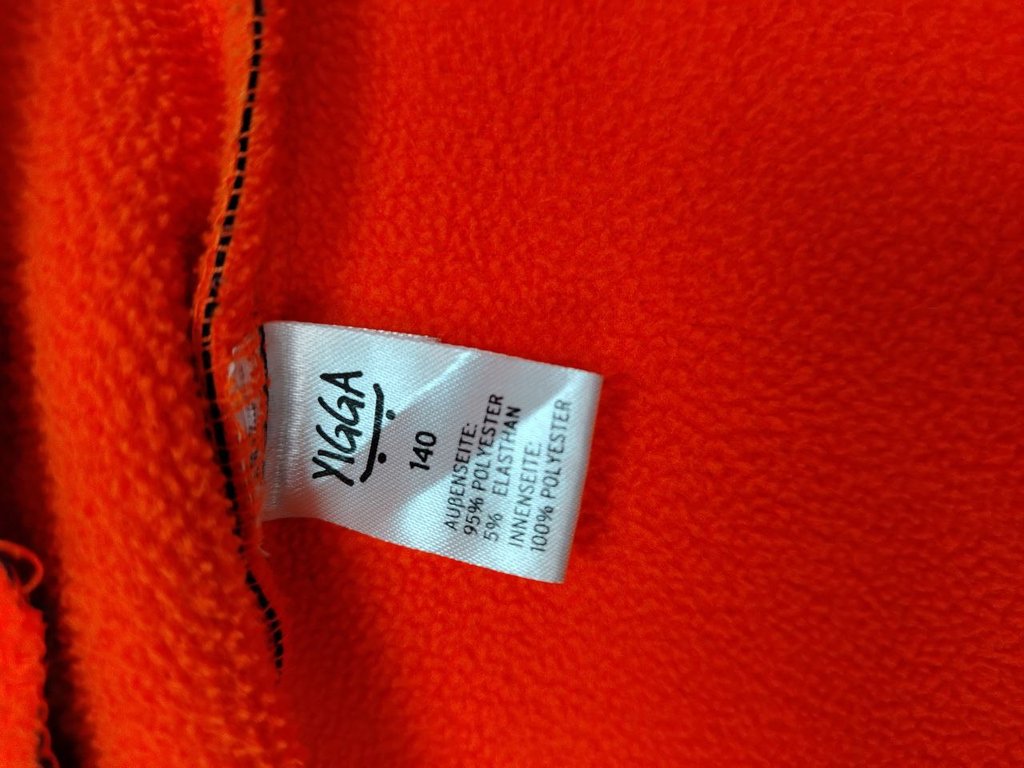 YIGGA
140
AUßENSEITE:
95% POLYESTER
5% ELASTHAN
INNENSEITE:
100% POLYESTER